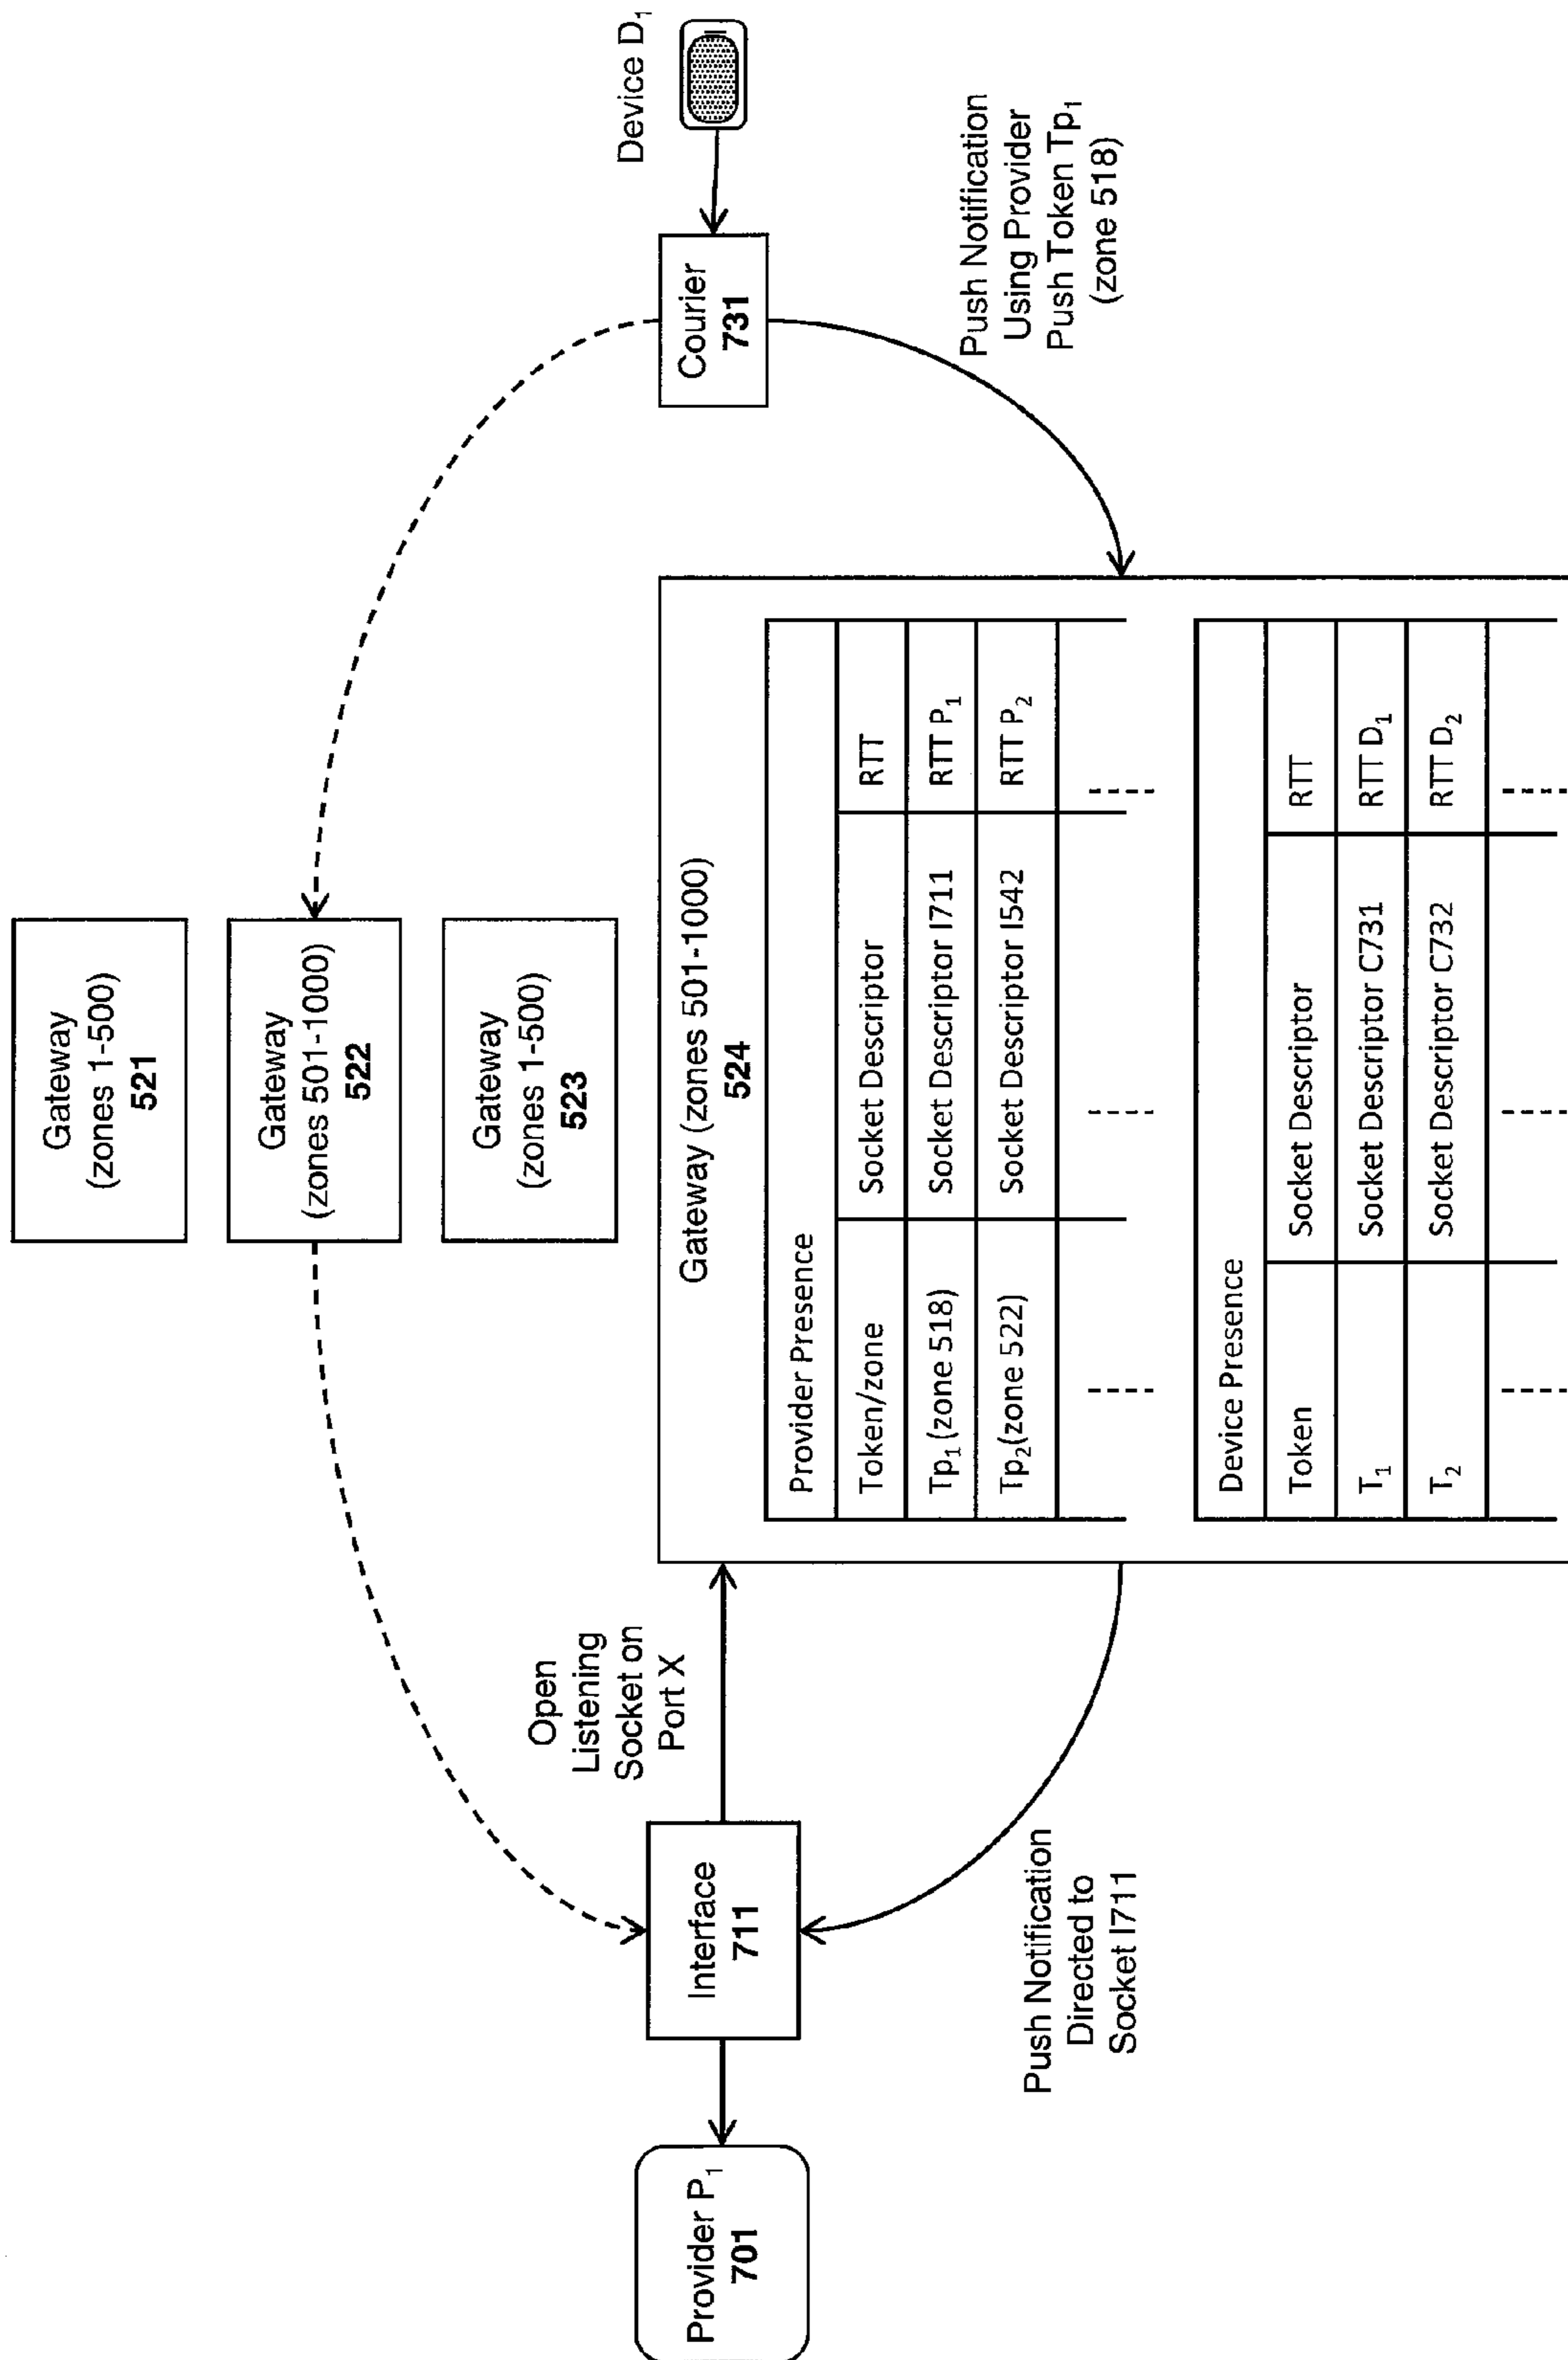 Gateway
(zones 1-500)
521
Gateway
(zones 501-1000)
522
Gateway
(zones 1-500)
523
Provider P₁
701
Interface
711
Open
Listening
Socket on
Port X
Push Notification
Directed to
Socket I711
Gateway (zones 501-1000)
524
Provider Presence
Token/zone Socket Descriptor RTT
Tp₁(zone 518) Socket Descriptor I711 RTT P₁
Tp₂(zone 522) Socket Descriptor I542 RTT P₂
Device Presence
Token Socket Descriptor RTT
T₁ Socket Descriptor C731 RTT D₁
T₂ Socket Descriptor C732 RTT D₂
Courier
731
Device D₁
Push Notification
Using Provider
Push Token Tp₁
(zone 518)